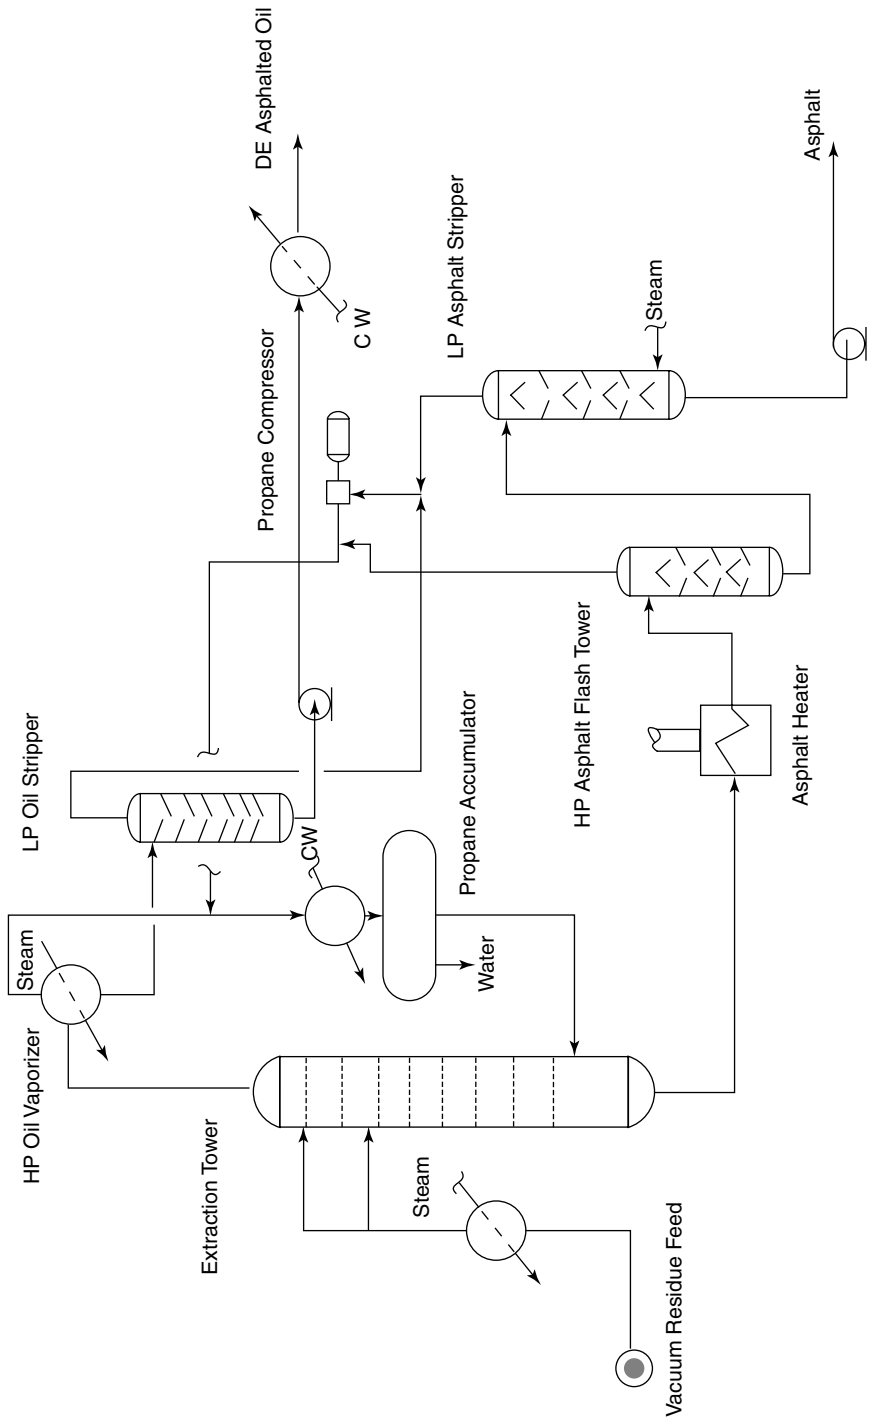 HP Oil Vaporizer
Steam
LP Oil Stripper
Extraction Tower
CW
Propane Compressor
DE Asphalted Oil
C W
Steam
Water
Propane Accumulator
LP Asphalt Stripper
HP Asphalt Flash Tower
Steam
Vacuum Residue Feed
Asphalt Heater
Asphalt